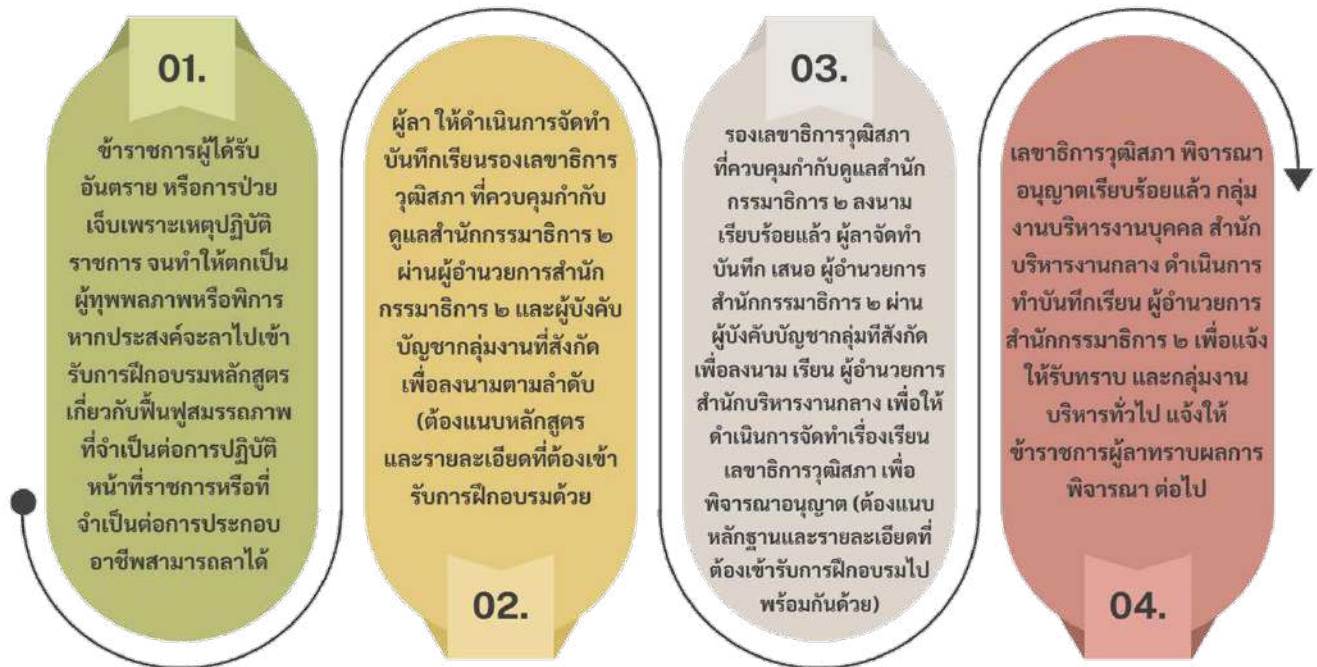 01.
ข้าราชการผู้ได้รับ
อันตราย หรือการป่วย
เจ็บเพราะเหตุปฏิบัติ
ราชการ จนทำให้ตกเป็น
ผู้ทุพพลภาพหรือพิการ
หากประสงค์จะลาไปเข้า
รับการฝึกอบรมหลักสูตร
เกี่ยวกับฟื้นฟูสมรรถภาพ
ที่จำเป็นต่อการปฏิบัติ
หน้าที่ราชการหรือที่
จำเป็นต่อการประกอบ
อาชีพสามารถลาได้
ผู้ลา ให้ดำเนินการจัดทำ
บันทึกเรียนรองเลขาธิการ
วุฒิสภา ที่ควบคุมกำกับ
ดูแลสำนักกรรมาธิการ ๒
ผ่านผู้อำนวยการสำนัก
กรรมาธิการ ๒ และผู้บังคับ
บัญชากลุ่มงานที่สังกัด
เพื่อลงนามตามลำดับ
(ต้องแนบหลักสูตร
และรายละเอียดที่ต้องเข้า
รับการฝึกอบรมด้วย
02.
03.
รองเลขาธิการวุฒิสภา
ที่ควบคุมกำกับดูแลสำนัก
กรรมาธิการ ๒ ลงนาม
เรียบร้อยแล้ว ผู้ลาจัดทำ
บันทึก เสนอ ผู้อำนวยการ
สำนักกรรมาธิการ ๒ ผ่าน
ผู้บังคับบัญชากลุ่มที่สังกัด
เพื่อลงนาม เรียน ผู้อำนวยการ
สำนักบริหารงานกลาง เพื่อให้
ดำเนินการจัดทำเรื่องเรียน
เลขาธิการวุฒิสภา เพื่อ
พิจารณาอนุญาต (ต้องแนบ
หลักฐานและรายละเอียดที่
ต้องเข้ารับการฝึกอบรมไป
พร้อมกันด้วย)
เลขาธิการวุฒิสภา พิจารณา
อนุญาตเรียบร้อยแล้ว กลุ่ม
งานบริหารงานบุคคล สำนัก
บริหารงานกลาง ดำเนินการ
ทำบันทึกเรียน ผู้อำนวยการ
สำนักกรรมาธิการ ๒ เพื่อแจ้ง
ให้รับทราบ และกลุ่มงาน
บริหารทั่วไป แจ้งให้
ข้าราชการผู้ลาทราบผลการ
พิจารณา ต่อไป
04.